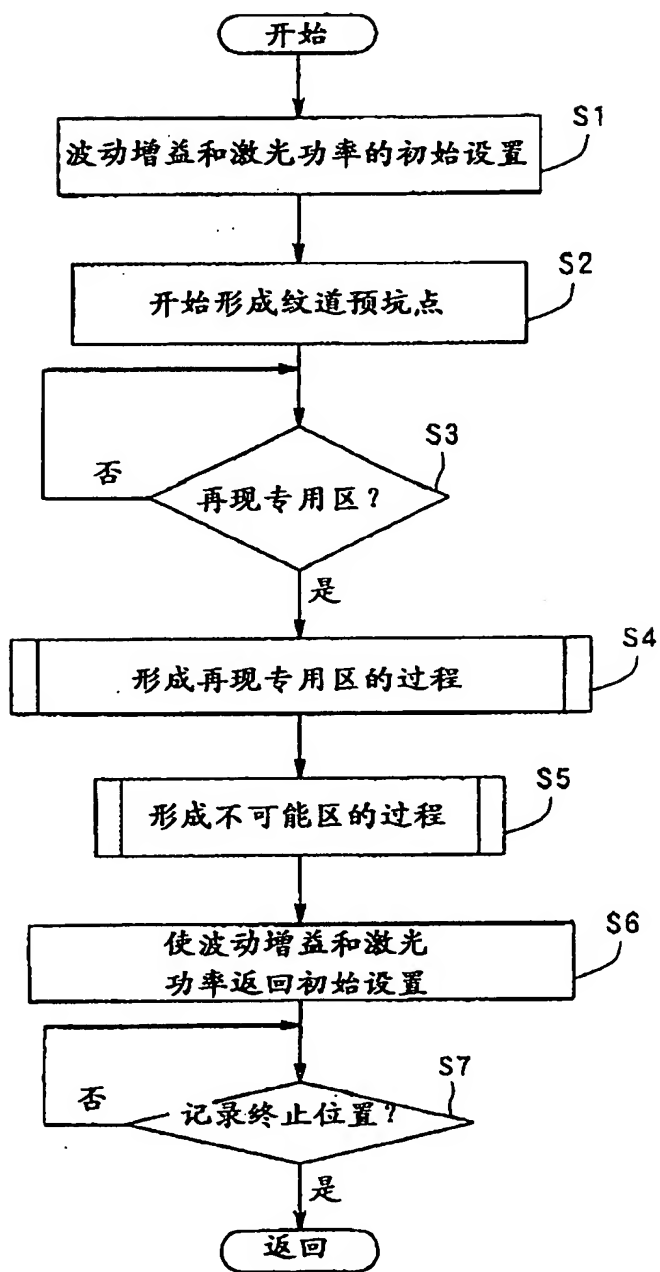 开始
波动增益和激光功率的初始设置
S1
开始形成纹道预坑点
S2
再现专用区？
S3
否
是
形成再现专用区的过程
S4
形成不可能区的过程
S5
使波动增益和激光
功率返回初始设置
S6
记录终止位置？
S7
否
是
返回